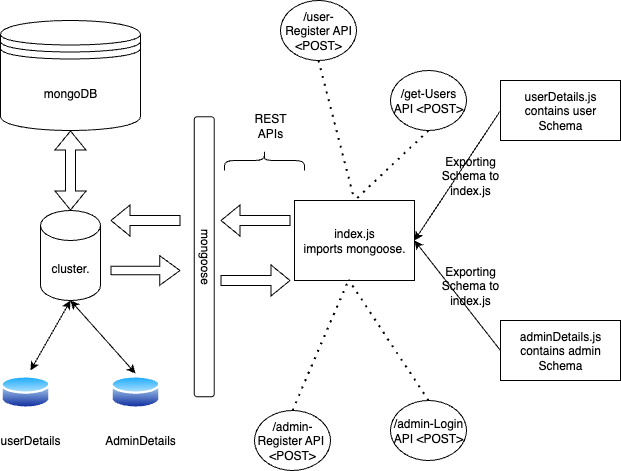 /user-
Register API
<POST>
mongoDB
/get-Users
API <POST>
userDetails.js
contains user
Schema
REST
APIs
Exporting
Schema to
index.js
mongoose
index.js
imports mongoose.
cluster.
Exporting
Schema to
index.js
adminDetails.js
contains admin
Schema
userDetails
AdminDetails
/admin-
Register API
<POST>
/admin-Login
API <POST>